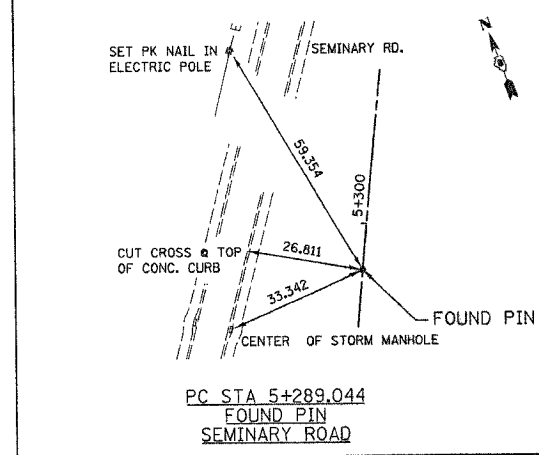 E
SET PK NAIL IN
ELECTRIC POLE
SEMINARY RD.
N
59.354
5+300
CUT CROSS @ TOP
OF CONC. CURB
26.811
33.342
FOUND PIN
CENTER OF STORM MANHOLE
PC STA 5+289.044
FOUND PIN
SEMINARY ROAD